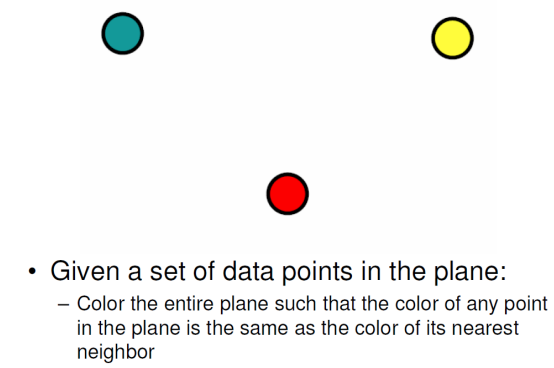 • Given a set of data points in the plane:
– Color the entire plane such that the color of any point
in the plane is the same as the color of its nearest
neighbor